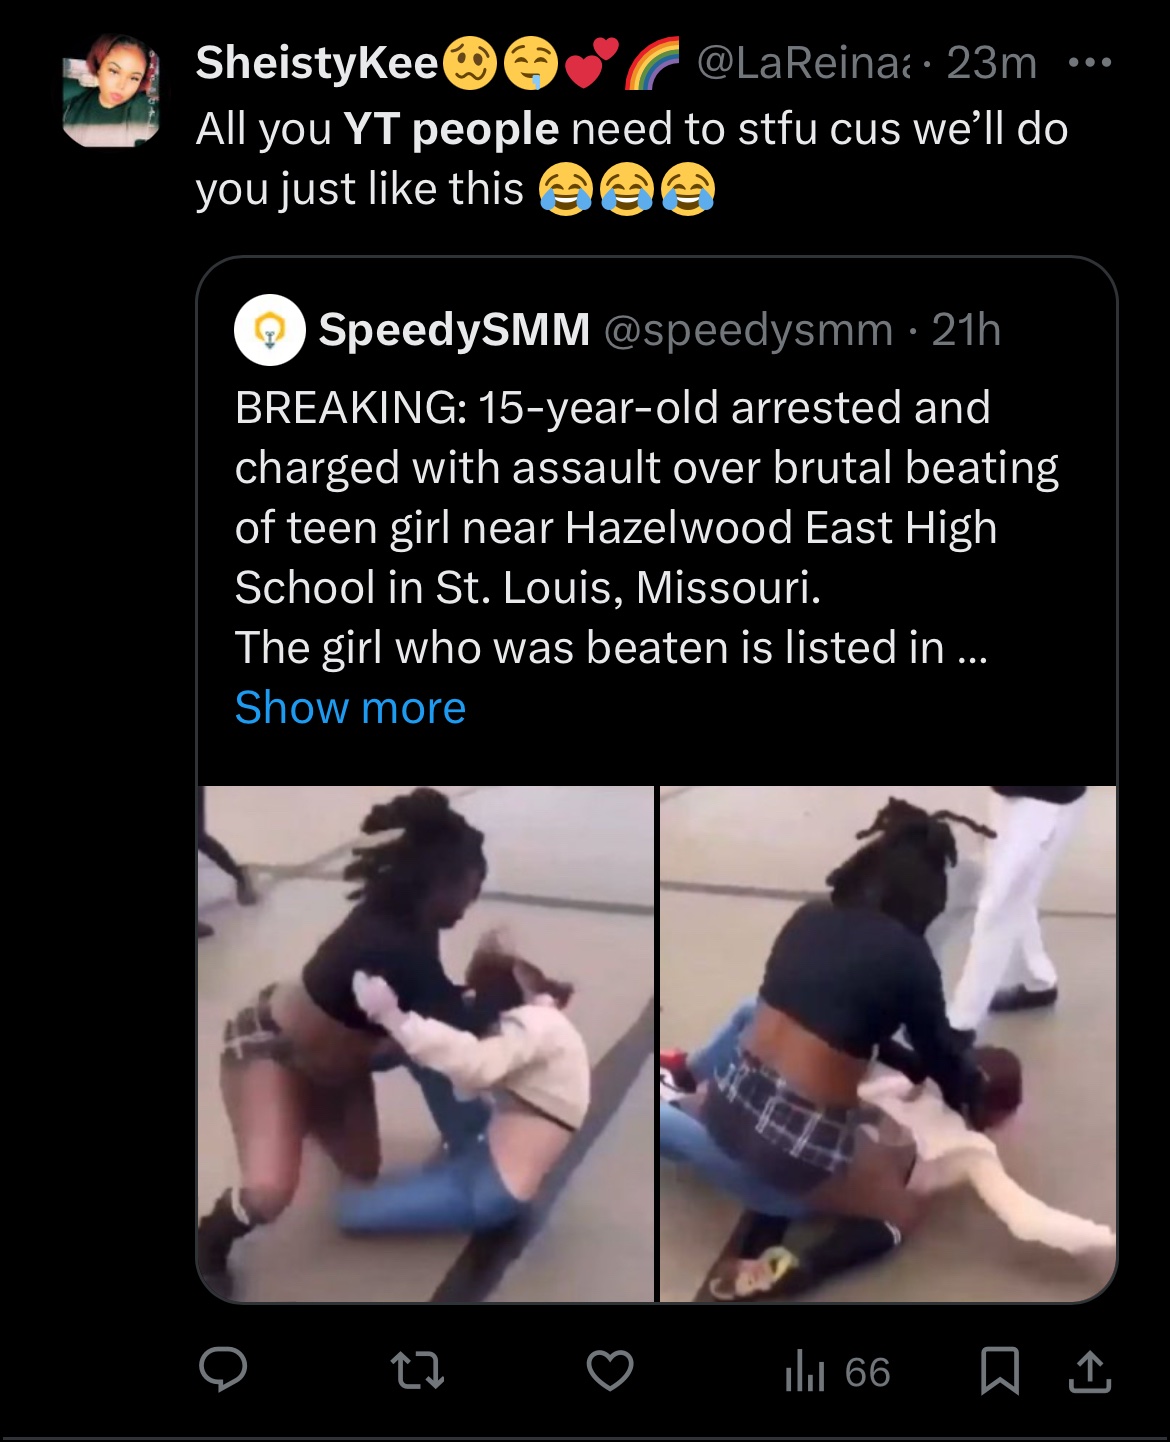 SheistyKee🥴🤤💕🌈 @LaReina · 23m
All you YT people need to stfu cus we’ll do
you just like this 😂😂😂
SpeedySMM @speedysmm · 21h
BREAKING: 15-year-old arrested and
charged with assault over brutal beating
of teen girl near Hazelwood East High
School in St. Louis, Missouri.
The girl who was beaten is listed in ...
Show more
66